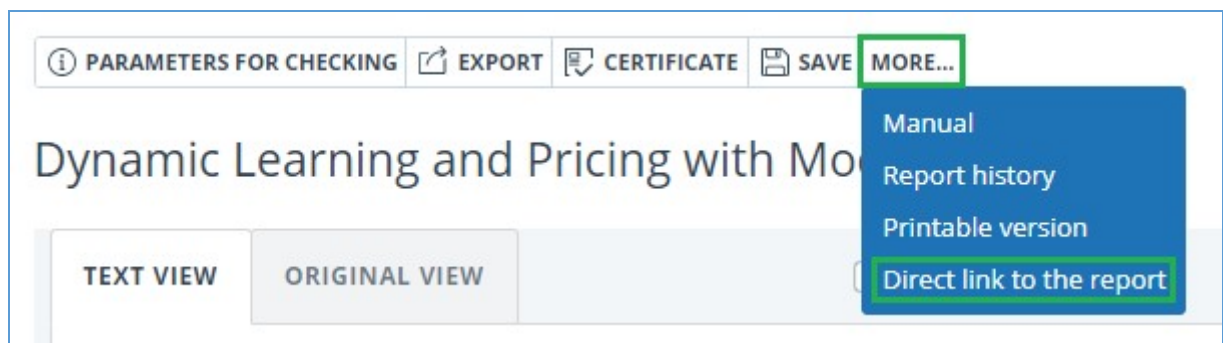 PARAMETERS FOR CHECKING EXPORT CERTIFICATE SAVE MORE...
Manual
Dynamic Learning and Pricing with
Report history
Printable version
TEXT VIEW ORIGINAL VIEW
Direct link to the report